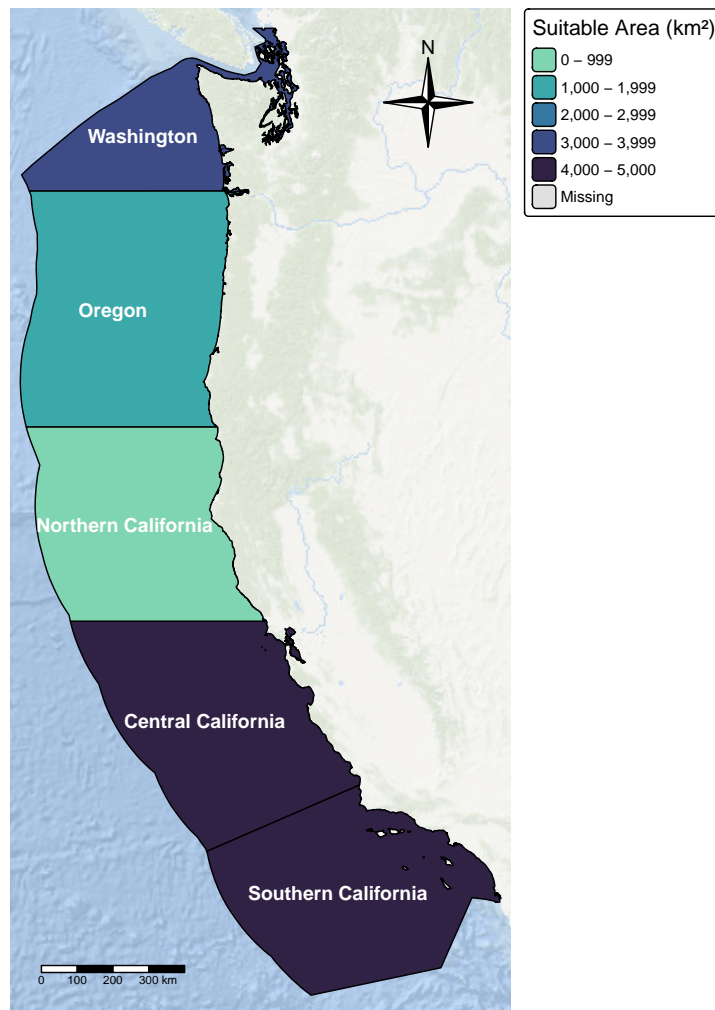 Suitable Area (km²)
0 – 999
1,000 – 1,999
2,000 – 2,999
3,000 – 3,999
4,000 – 5,000
Missing
N
Washington
Oregon
Northern California
Central California
Southern California
0 100 200 300 km